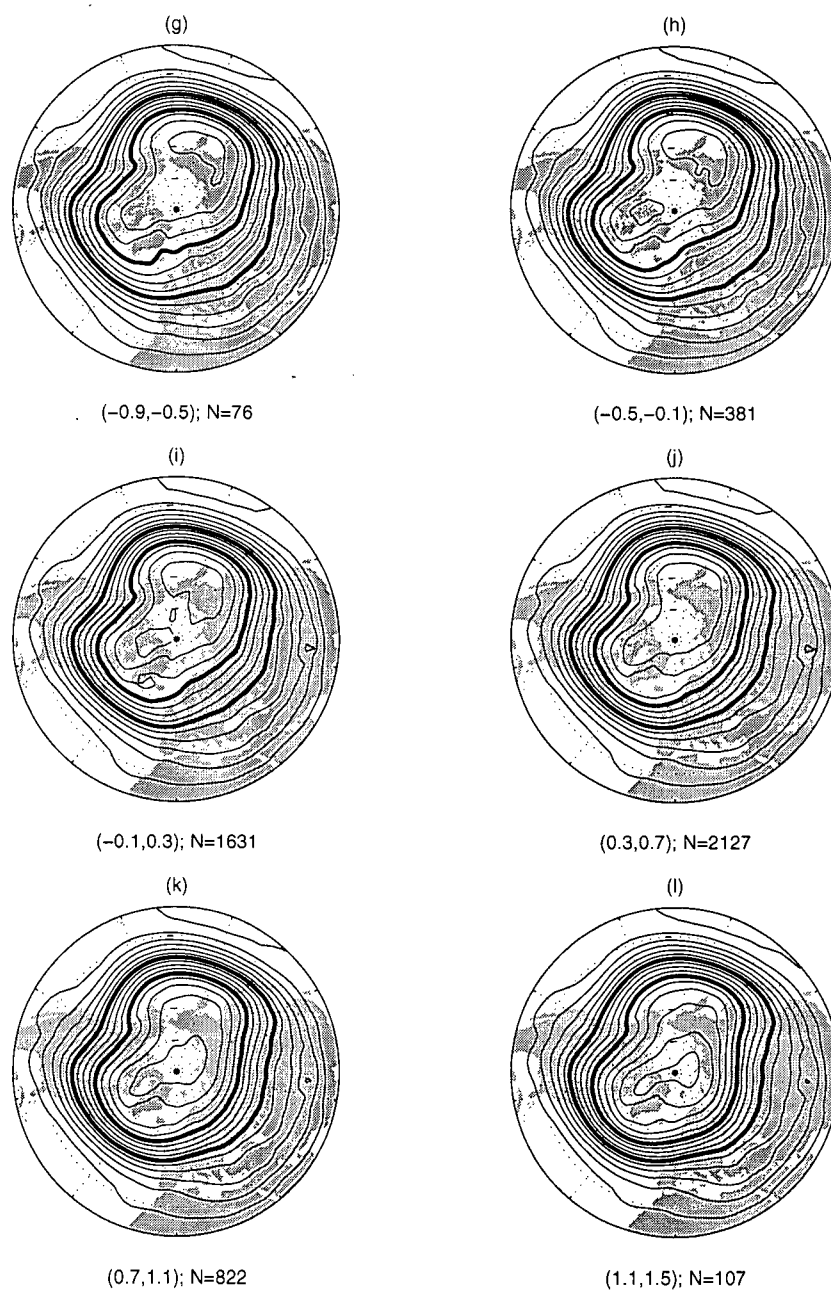 (g)
(h)
(−0.9,−0.5); N=76
(−0.5,−0.1); N=381
(i)
(j)
(−0.1,0.3); N=1631
(0.3,0.7); N=2127
(k)
(l)
(0.7,1.1); N=822
(1.1,1.5); N=107